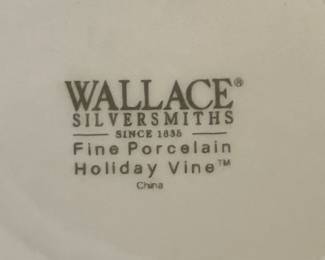 WALLACE®
SILVERSMITHS
SINCE 1835
Fine Porcelain
Holiday Vine™
China